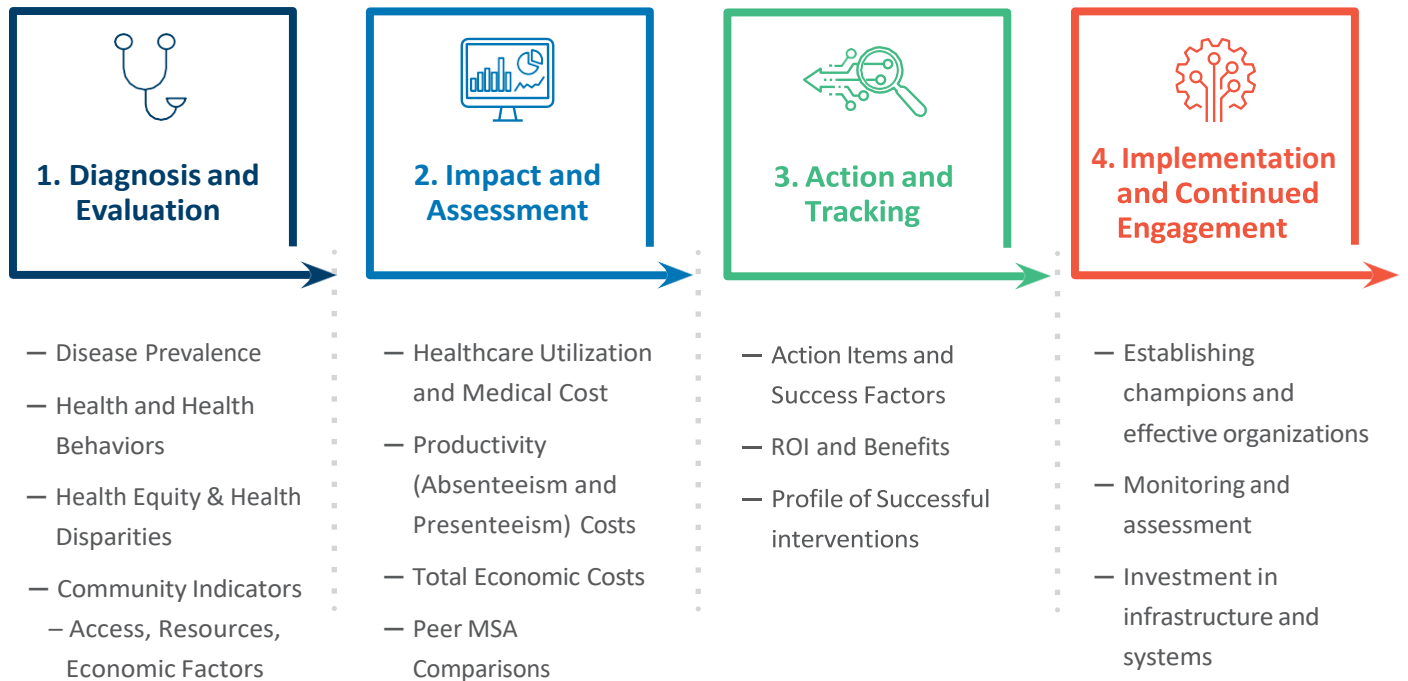 1. Diagnosis and
Evaluation
— Disease Prevalence
— Health and Health
Behaviors
— Health Equity & Health
Disparities
— Community Indicators
– Access, Resources,
Economic Factors
2. Impact and
Assessment
— Healthcare Utilization
and Medical Cost
— Productivity
(Absenteeism and
Presenteeism) Costs
— Total Economic Costs
— Peer MSA
Comparisons
3. Action and
Tracking
— Action Items and
Success Factors
— ROI and Benefits
— Profile of Successful
interventions
4. Implementation
and Continued
Engagement
— Establishing
champions and
effective organizations
— Monitoring and
assessment
— Investment in
infrastructure and
systems